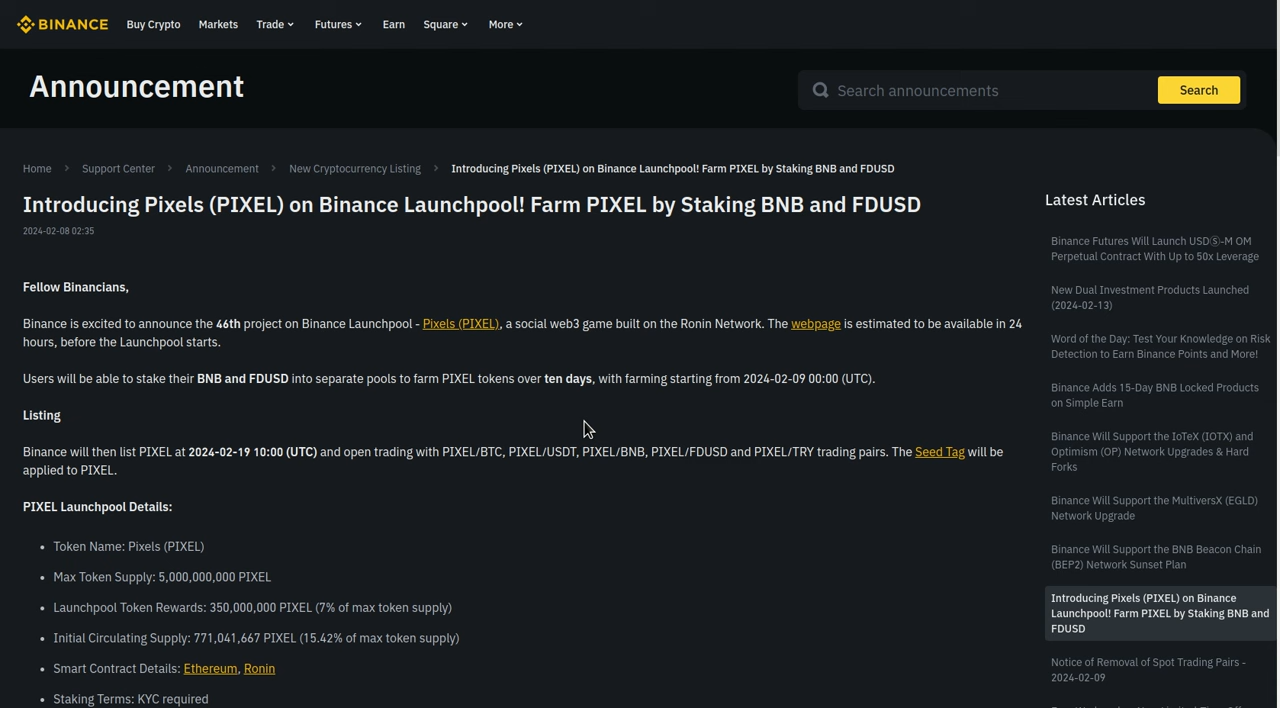 BINANCE Buy Crypto Markets Trade Futures Earn Square More
Announcement
Search announcements Search
Home Support Center Announcement New Cryptocurrency Listing Introducing Pixels (PIXEL) on Binance Launchpool! Farm PIXEL by Staking BNB and FDUSD
Introducing Pixels (PIXEL) on Binance Launchpool! Farm PIXEL by Staking BNB and FDUSD
2024-02-08 02:35
Fellow Binancians,
Binance is excited to announce the 46th project on Binance Launchpool - Pixels (PIXEL), a social web3 game built on the Ronin Network. The webpage is estimated to be available in 24
hours, before the Launchpool starts.
Users will be able to stake their BNB and FDUSD into separate pools to farm PIXEL tokens over ten days, with farming starting from 2024-02-09 00:00 (UTC).
Listing
Binance will then list PIXEL at 2024-02-19 10:00 (UTC) and open trading with PIXEL/BTC, PIXEL/USDT, PIXEL/BNB, PIXEL/FDUSD and PIXEL/TRY trading pairs. The Seed Tag will be
applied to PIXEL.
PIXEL Launchpool Details:
• Token Name: Pixels (PIXEL)
• Max Token Supply: 5,000,000,000 PIXEL
• Launchpool Token Rewards: 350,000,000 PIXEL (7% of max token supply)
• Initial Circulating Supply: 771,041,667 PIXEL (15.42% of max token supply)
• Smart Contract Details: Ethereum, Ronin
• Staking Terms: KYC required
Latest Articles
Binance Futures Will Launch USDⓈ-M OM
Perpetual Contract With Up to 50x Leverage
New Dual Investment Products Launched
(2024-02-13)
Word of the Day: Test Your Knowledge on Risk
Detection to Earn Binance Points and More!
Binance Adds 15-Day BNB Locked Products
on Simple Earn
Binance Will Support the IoTeX (IOTX) and
Optimism (OP) Network Upgrades & Hard
Forks
Binance Will Support the MultiversX (EGLD)
Network Upgrade
Binance Will Support the BNB Beacon Chain
(BEP2) Network Sunset Plan
Introducing Pixels (PIXEL) on Binance
Launchpool! Farm PIXEL by Staking BNB and
FDUSD
Notice of Removal of Spot Trading Pairs -
2024-02-09